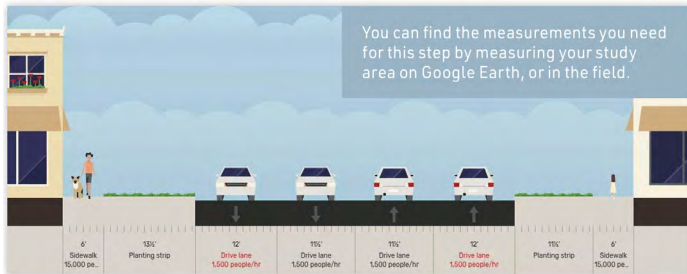 You can find the measurements you need
for this step by measuring your study
area on Google Earth, or in the field.
6' 13½' 12' 11½' 11½' 12' 11½' 6'
Sidewalk Planting strip Drive lane Drive lane Drive lane Drive lane Planting strip Sidewalk
15,000 pe... 1,500 people/hr 1,500 people/hr 1,500 people/hr 1,500 people/hr 15,000 pe...